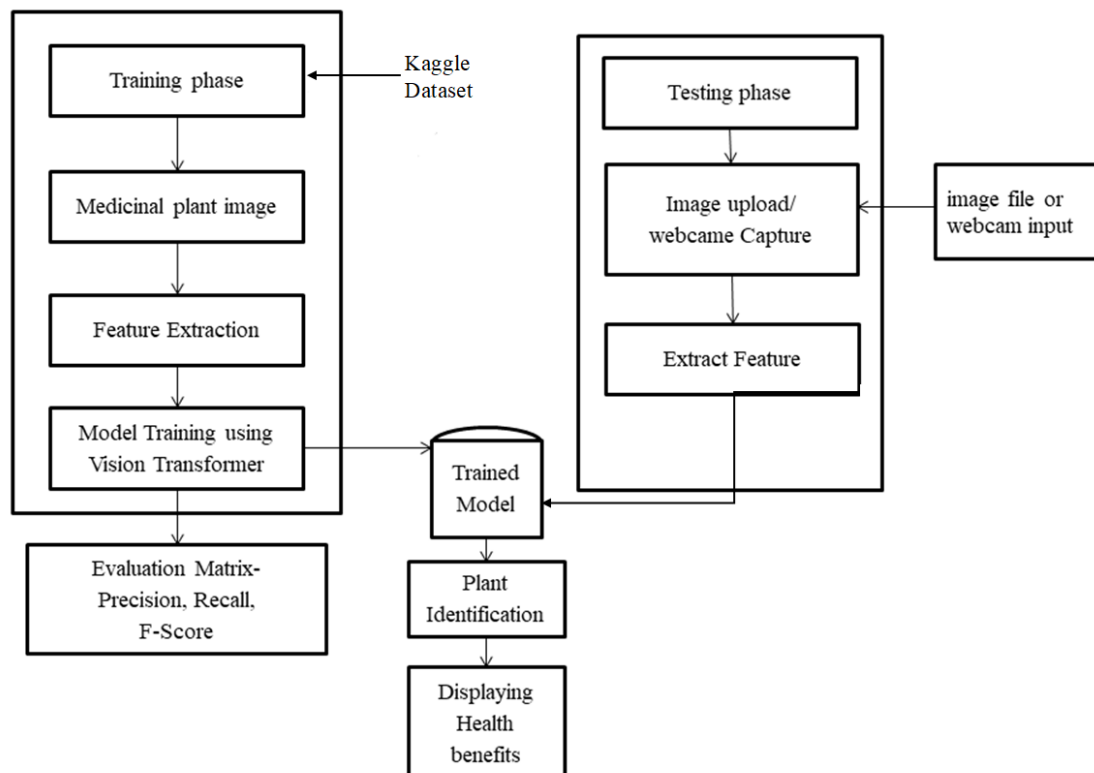 Training phase
Kaggle
Dataset
Medicinal plant image
Feature Extraction
Model Training using
Vision Transformer
Evaluation Matrix-
Precision, Recall,
F-Score
Testing phase
Image upload/
webcame Capture
image file or
webcam input
Extract Feature
Trained
Model
Plant
Identification
Displaying
Health
benefits